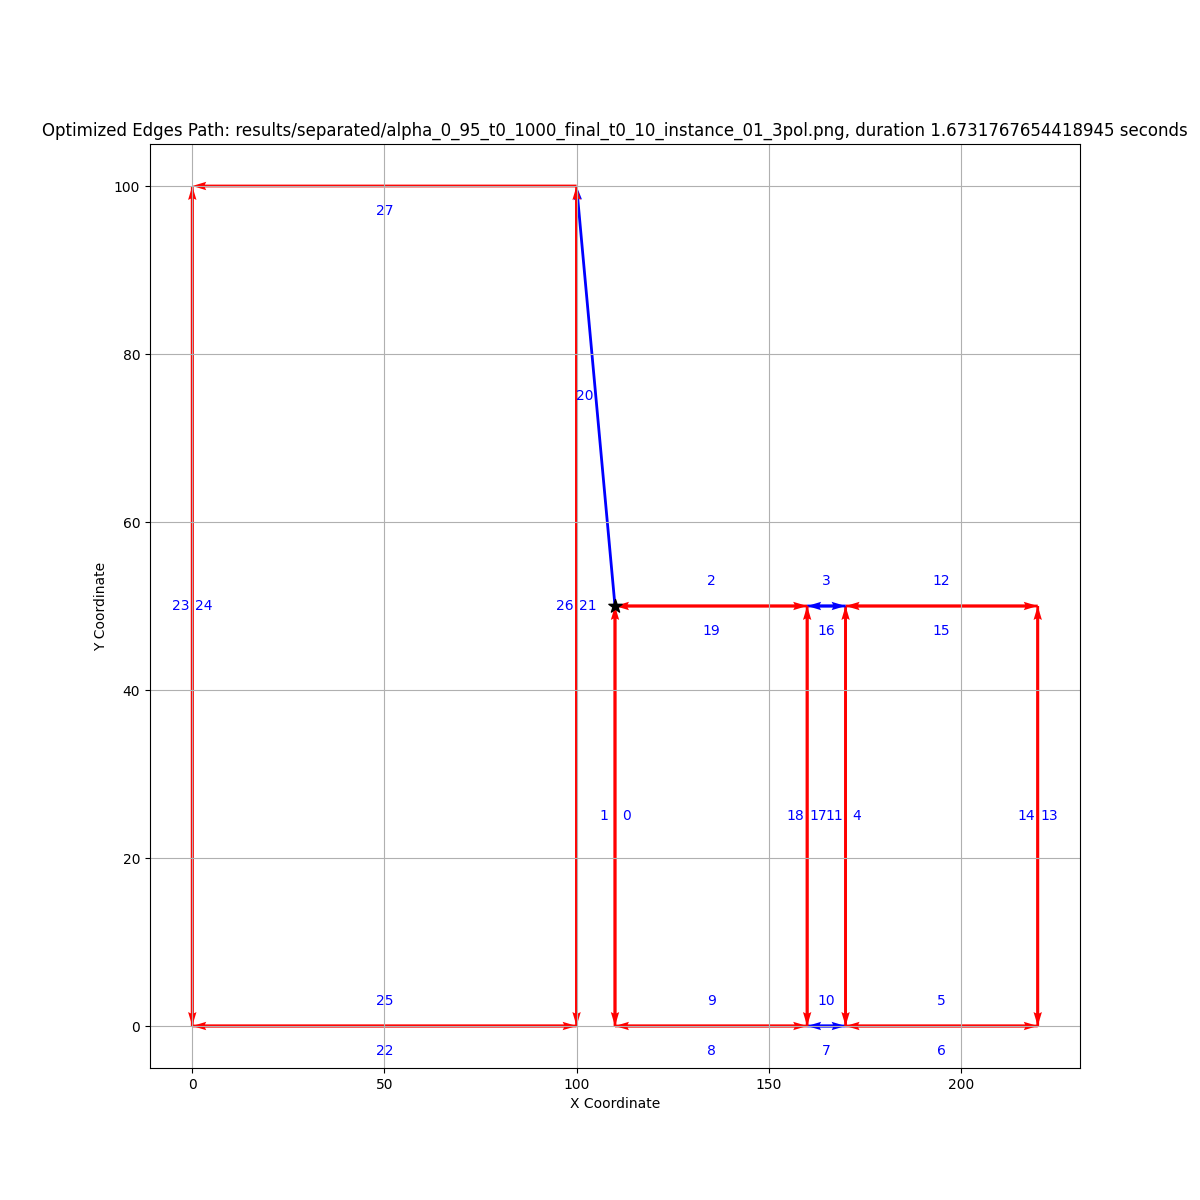 Optimized Edges Path: results/separated/alpha_0_95_t0_1000_final_t0_10_instance_01_3pol.png, duration 1.6731767654418945 seconds
100
27
80
20
60
2 3 12
23 24 26 21
19 16 15
Y Coordinate
40
1 0 18 17 11 4 14 13
20
25 9 10 5
0
22 8 7 6
0 50 100 150 200
X Coordinate